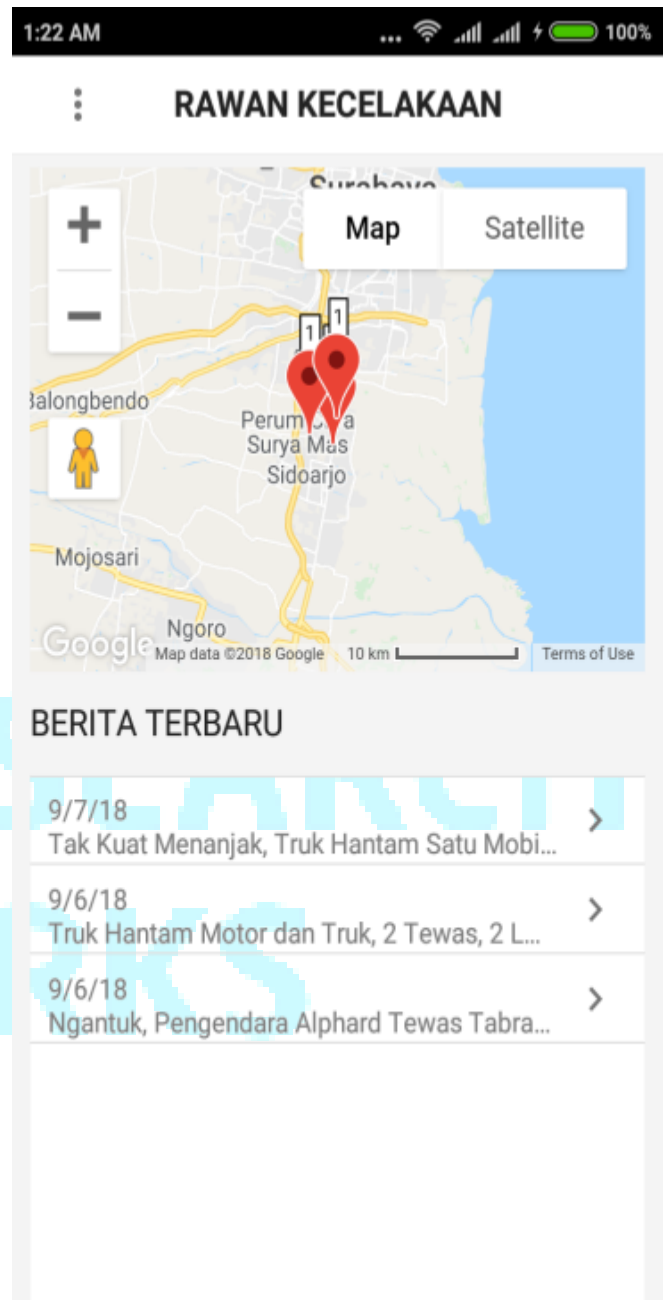 1:22 AM ... 100%
RAWAN KECELAKAAN
Surabaya
+
Map Satellite
−
1 1
Balongbendo
Perum
Surya Mas
Sidoarjo
Mojosari
Ngoro
Google Map data ©2018 Google 10 km Terms of Use
BERITA TERBARU
9/7/18
Tak Kuat Menanjak, Truk Hantam Satu Mobi...
9/6/18
Truk Hantam Motor dan Truk, 2 Tewas, 2 L...
9/6/18
Ngantuk, Pengendara Alphard Tewas Tabra...
RKS